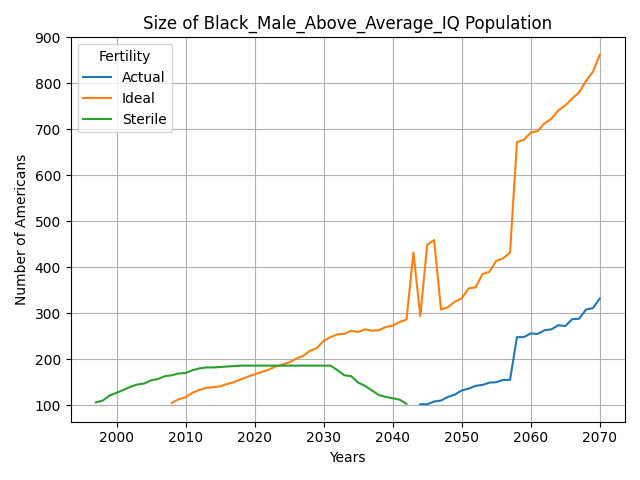 Size of Black_Male_Above_Average_IQ Population
Number of Americans
900
800
700
600
500
400
300
200
100
Fertility
Actual
Ideal
Sterile
2000
2010
2020
2030
2040
2050
2060
2070
Years